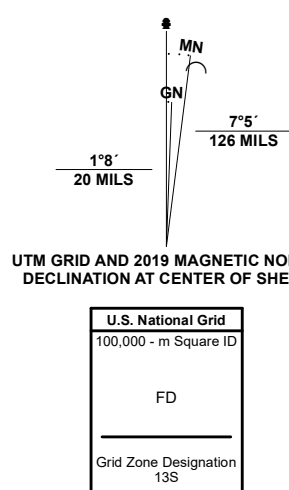 MN
GN
7°5´
126 MILS
1°8´
20 MILS
UTM GRID AND 2019 MAGNETIC NO
DECLINATION AT CENTER OF SHE
U.S. National Grid
100,000 - m Square ID
FD
Grid Zone Designation
13S